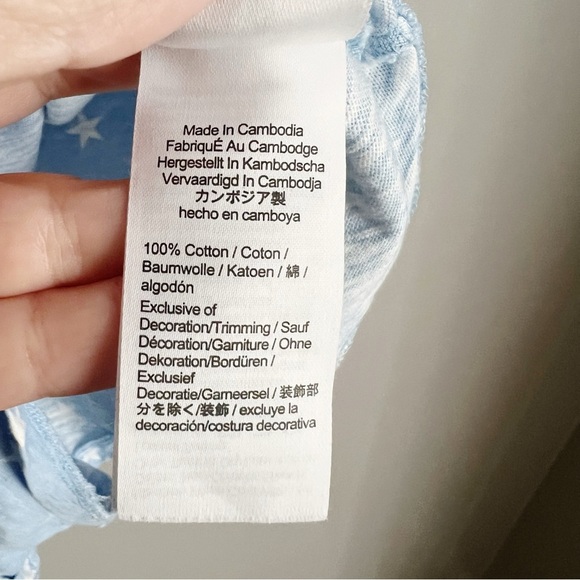 Made In Cambodia
FabriquÉ Au Cambodge
Hergestellt In Kambodscha
Vervaardigd In Cambodja
カンボジア製
hecho en camboya
100% Cotton / Coton /
Baumwolle / Katoen / 綿 /
algodón
Exclusive of
Decoration/Trimming / Sauf
Décoration/Garniture / Ohne
Dekoration/Bordüren /
Exclusief
Decoratie/Garneersel / 装飾部
分を除く/装飾 / excluye la
decoración/costura decorativa